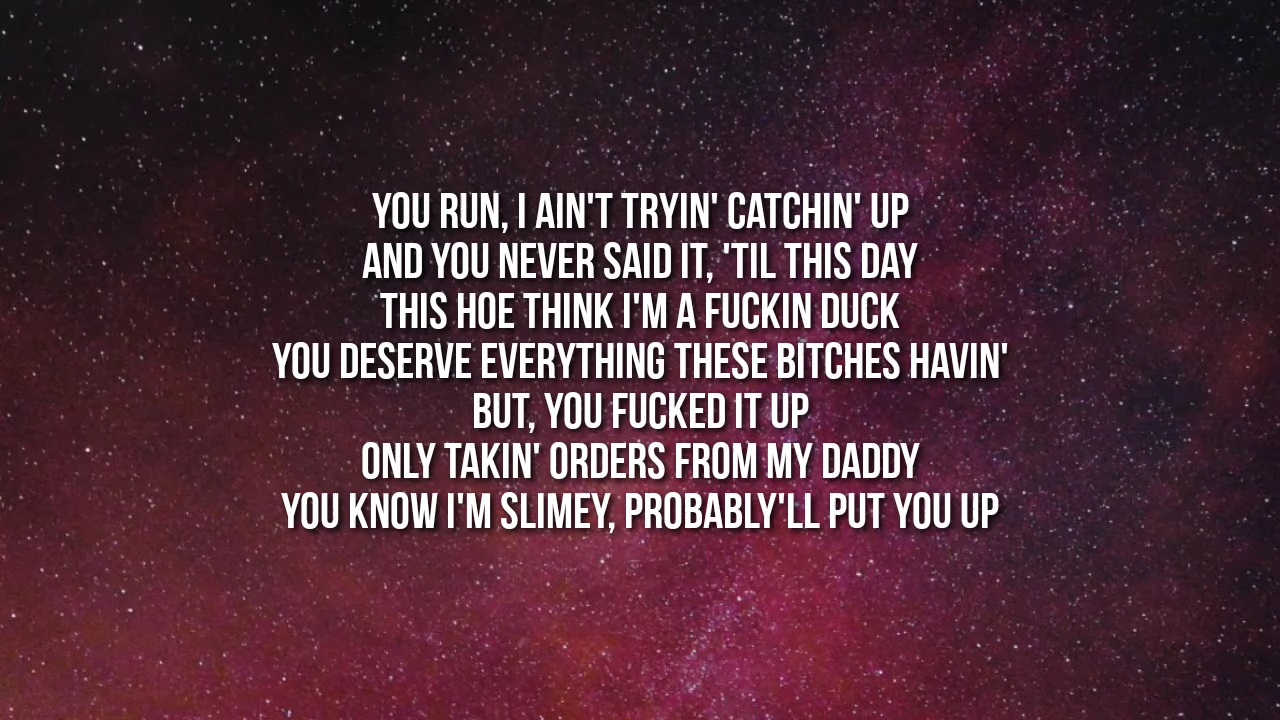 YOU RUN, I AIN'T TRYIN' CATCHIN' UP
AND YOU NEVER SAID IT, 'TIL THIS DAY
THIS HOE THINK I'M A FUCKIN DUCK
YOU DESERVE EVERYTHING THESE BITCHES HAVIN'
BUT, YOU FUCKED IT UP
ONLY TAKIN' ORDERS FROM MY DADDY
YOU KNOW I'M SLIMEY, PROBABLY'LL PUT YOU UP